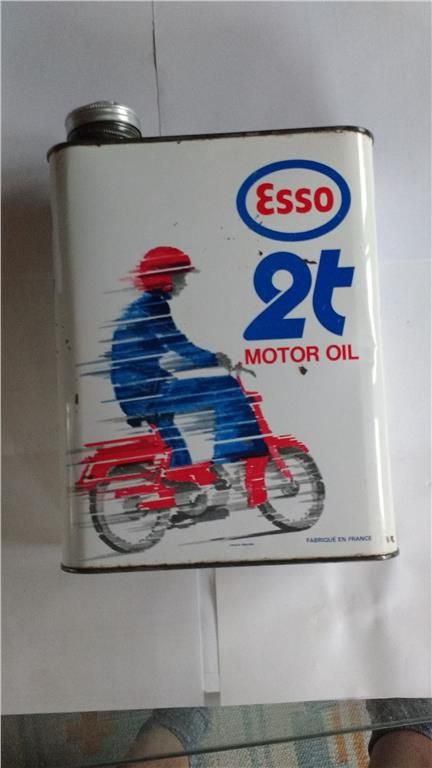 Esso
2t
MOTOR OIL
FABRIQUÉ EN FRANCE